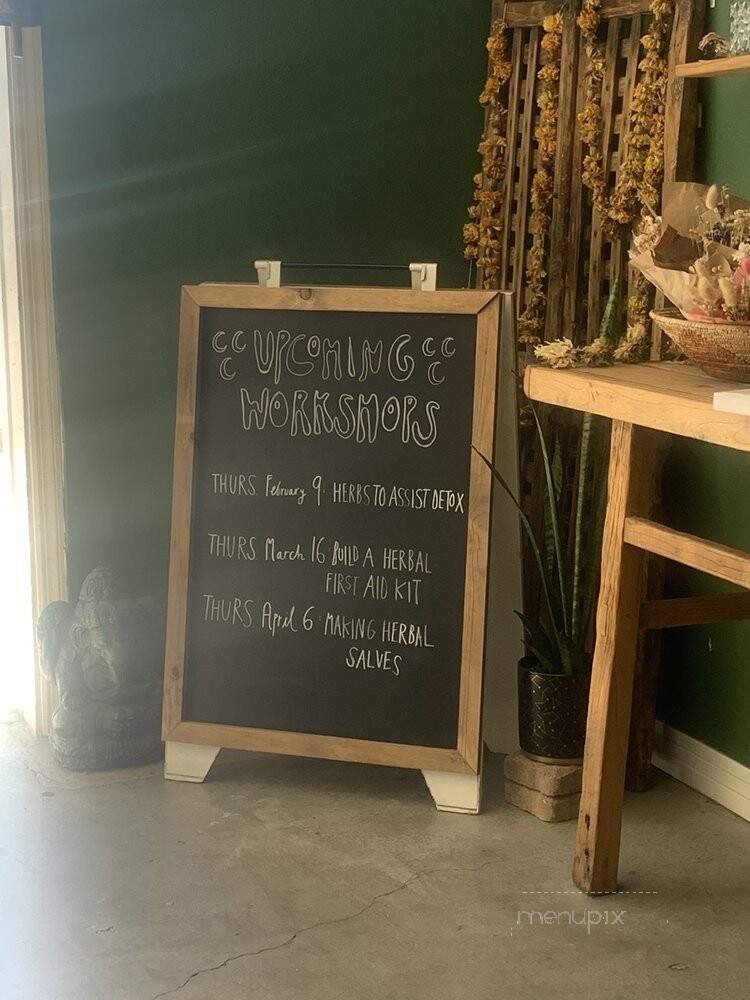 UPCOMING
WORKSHOPS
THURS. February 9: HERBS TO ASSIST DETOX
THURS March 16: BUILD A HERBAL
FIRST AID KIT
THURS April 6: MAKING HERBAL
SALVES
menupix